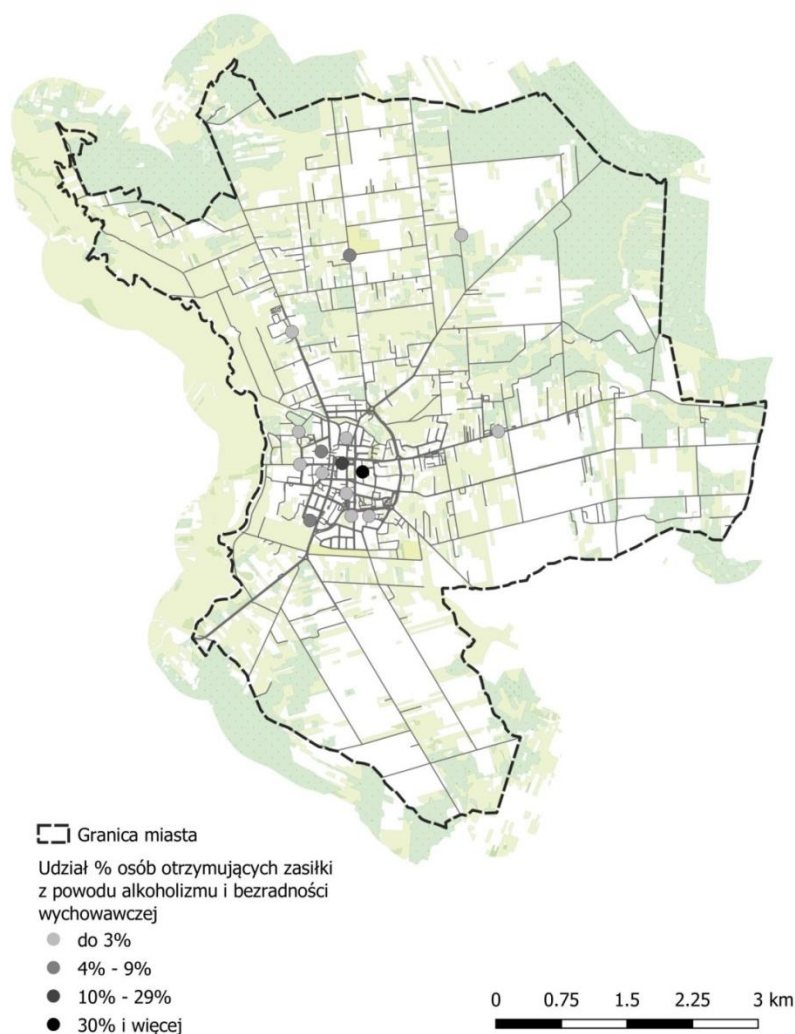 Granica miasta
Udział % osób otrzymujących zasiłki
z powodu alkoholizmu i bezradności
wychowawczej
do 3%
4% - 9%
10% - 29%
30% i więcej
0 0.75 1.5 2.25 3 km